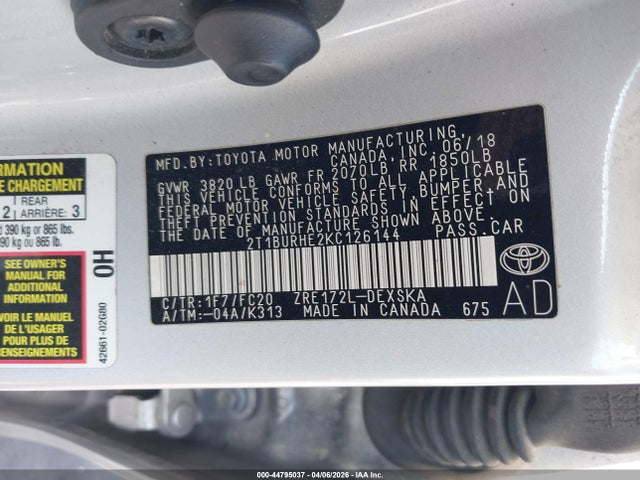 RMATION
E CHARGEMENT
2 REAR ARRIÈRE: 3
d 390 kg or 865 lbs.
90 kg ou 865 lb.
SEE OWNER'S
MANUAL FOR
ADDITIONAL
VOIR LE MANUEL
DE L'USAGER
POUR PLUS DE
RENSEIGNEMENTS
0H
42661-02G80
MFD.BY:TOYOTA MOTOR MANUFACTURING,
CANADA, INC. 06/18
GVWR 3820LB GAWR FR 2070LB RR 1850LB
THIS VEHICLE CONFORMS TO ALL APPLICABLE
FEDERAL MOTOR VEHICLE SAFETY, BUMPER, AND
THEFT PREVENTION STANDARDS IN EFFECT ON
THE DATE OF MANUFACTURE SHOWN ABOVE.
2T1BURHE2KC126144 PASS.CAR
C/TR:1F7/FC20 ZRE172L-DEXSKA
A/TM:-04A/K313 MADE IN CANADA 675
TOYOTA
AD
000-44795037 - 04/06/2026 - IAA Inc.